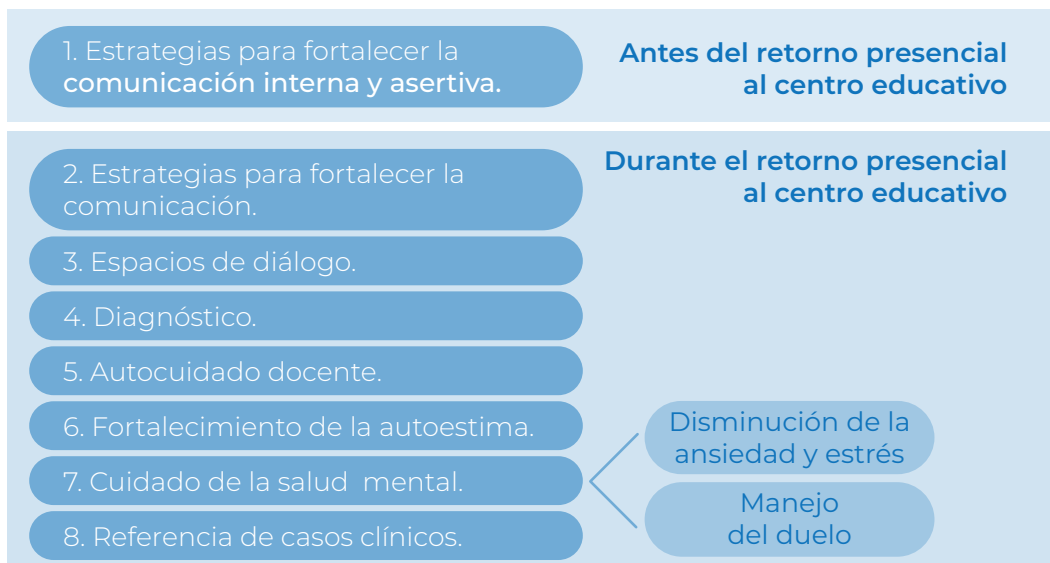 1. Estrategias para fortalecer la
comunicación interna y asertiva.
Antes del retorno presencial
al centro educativo
2. Estrategias para fortalecer la
comunicación.
Durante el retorno presencial
al centro educativo
3. Espacios de diálogo.
4. Diagnóstico.
5. Autocuidado docente.
6. Fortalecimiento de la autoestima.
7. Cuidado de la salud mental.
Disminución de la
ansiedad y estrés
Manejo
del duelo
8. Referencia de casos clínicos.